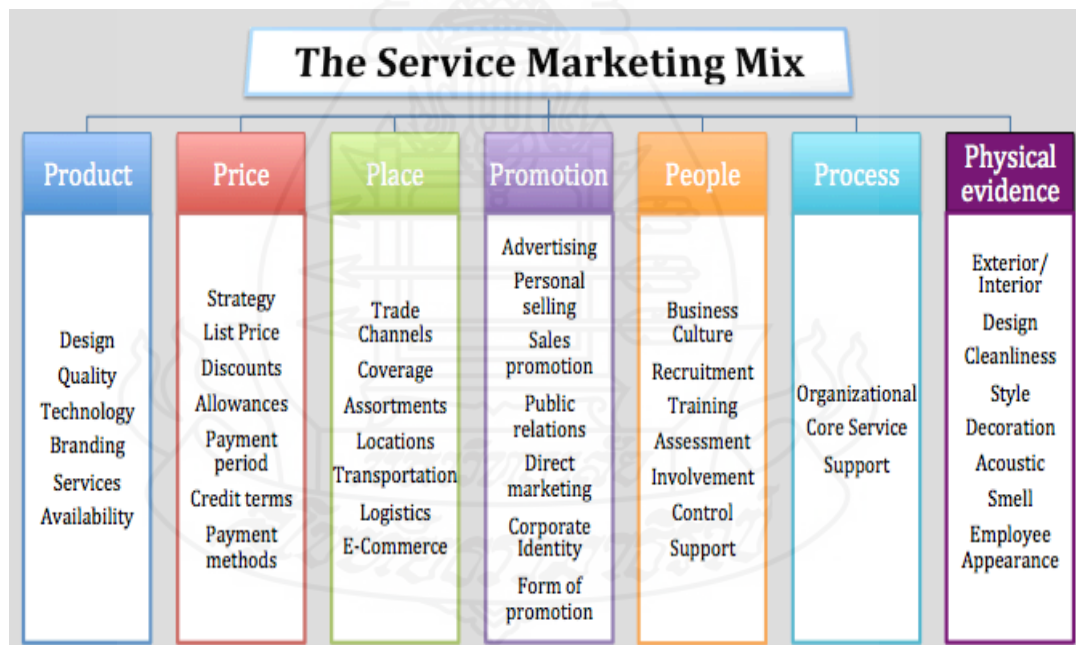 The Service Marketing Mix
Product
Design
Quality
Technology
Branding
Services
Availability
Price
Strategy
List Price
Discounts
Allowances
Payment
period
Credit terms
Payment
methods
Place
Trade
Channels
Coverage
Assortments
Locations
Transportation
Logistics
E-Commerce
Promotion
Advertising
Personal
selling
Sales
promotion
Public
relations
Direct
marketing
Corporate
Identity
Form of
promotion
People
Business
Culture
Recruitment
Training
Assessment
Involvement
Control
Support
Process
Organizational
Core Service
Support
Physical
evidence
Exterior/
Interior
Design
Cleanliness
Style
Decoration
Acoustic
Smell
Employee
Appearance